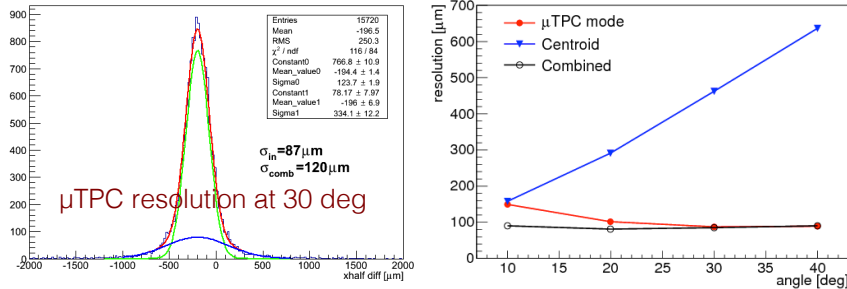 Entries 15720
Mean -196.5
RMS 250.3
χ² / ndf 116 / 84
Constant0 766.8 ± 10.9
Mean_value0 -194.4 ± 1.4
Sigma0 123.7 ± 1.9
Constant1 78.17 ± 7.97
Mean_value1 -196 ± 6.9
Sigma1 334.1 ± 12.2
900
800
700
600
500
400
300
200
100
0
σin=87μm
σcomb=120μm
μTPC resolution at 30 deg
-2000 -1500 -1000 -500 0 500 1000 1500 2000
xhalf diff [μm]
resolution [μm]
700
600
500
400
300
200
100
0
μTPC mode
Centroid
Combined
10 15 20 25 30 35 40
angle [deg]